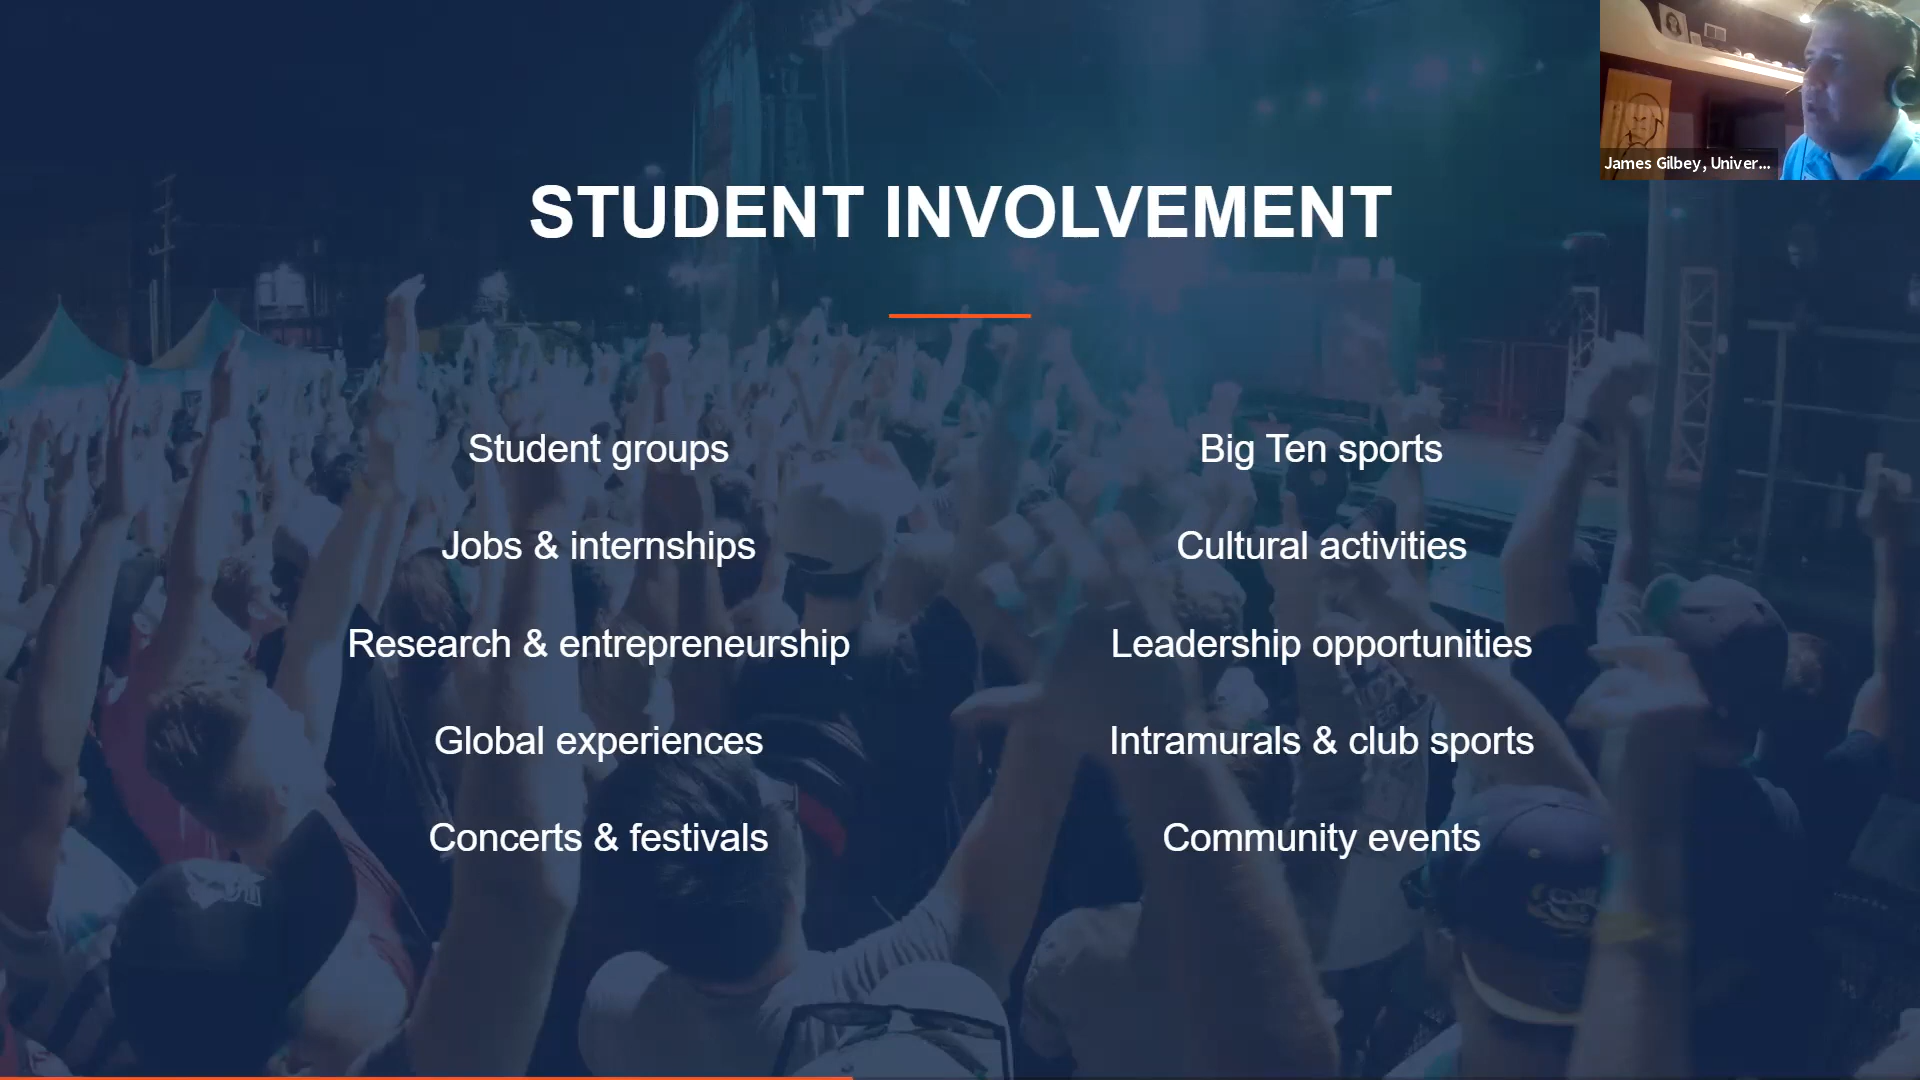 James Gilbey, Univer...
STUDENT INVOLVEMENT
Student groups
Jobs & internships
Research & entrepreneurship
Global experiences
Concerts & festivals
Big Ten sports
Cultural activities
Leadership opportunities
Intramurals & club sports
Community events